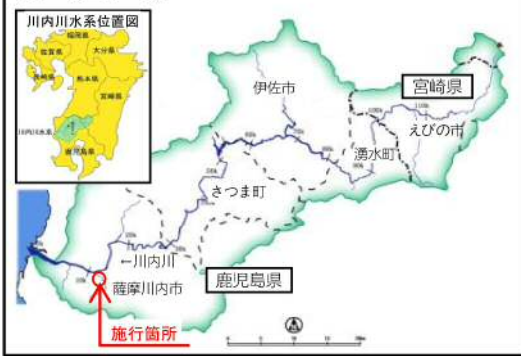 川内川水系位置図
福岡県
佐賀県
大分県
長崎県
熊本県
宮崎県
川内川水系
鹿児島県
宮崎県
伊佐市
えびの市
湧水町
さつま町
←川内川
鹿児島県
薩摩川内市
施行箇所